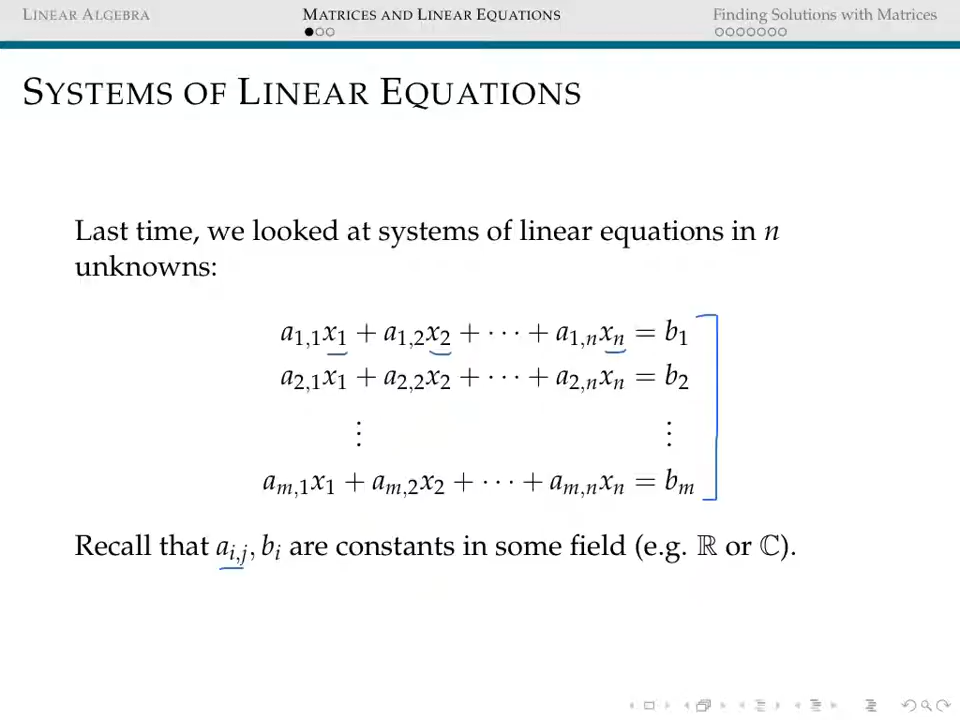 LINEAR ALGEBRA MATRICES AND LINEAR EQUATIONS Finding Solutions with Matrices
SYSTEMS OF LINEAR EQUATIONS
Last time, we looked at systems of linear equations in n
unknowns:
a₁,₁x₁ + a₁,₂x₂ + · · · + a₁,ₙxₙ = b₁
a₂,₁x₁ + a₂,₂x₂ + · · · + a₂,ₙxₙ = b₂
⋮ ⋮
aₘ,₁x₁ + aₘ,₂x₂ + · · · + aₘ,ₙxₙ = bₘ
Recall that aᵢ,ⱼ, bᵢ are constants in some field (e.g. ℝ or ℂ).